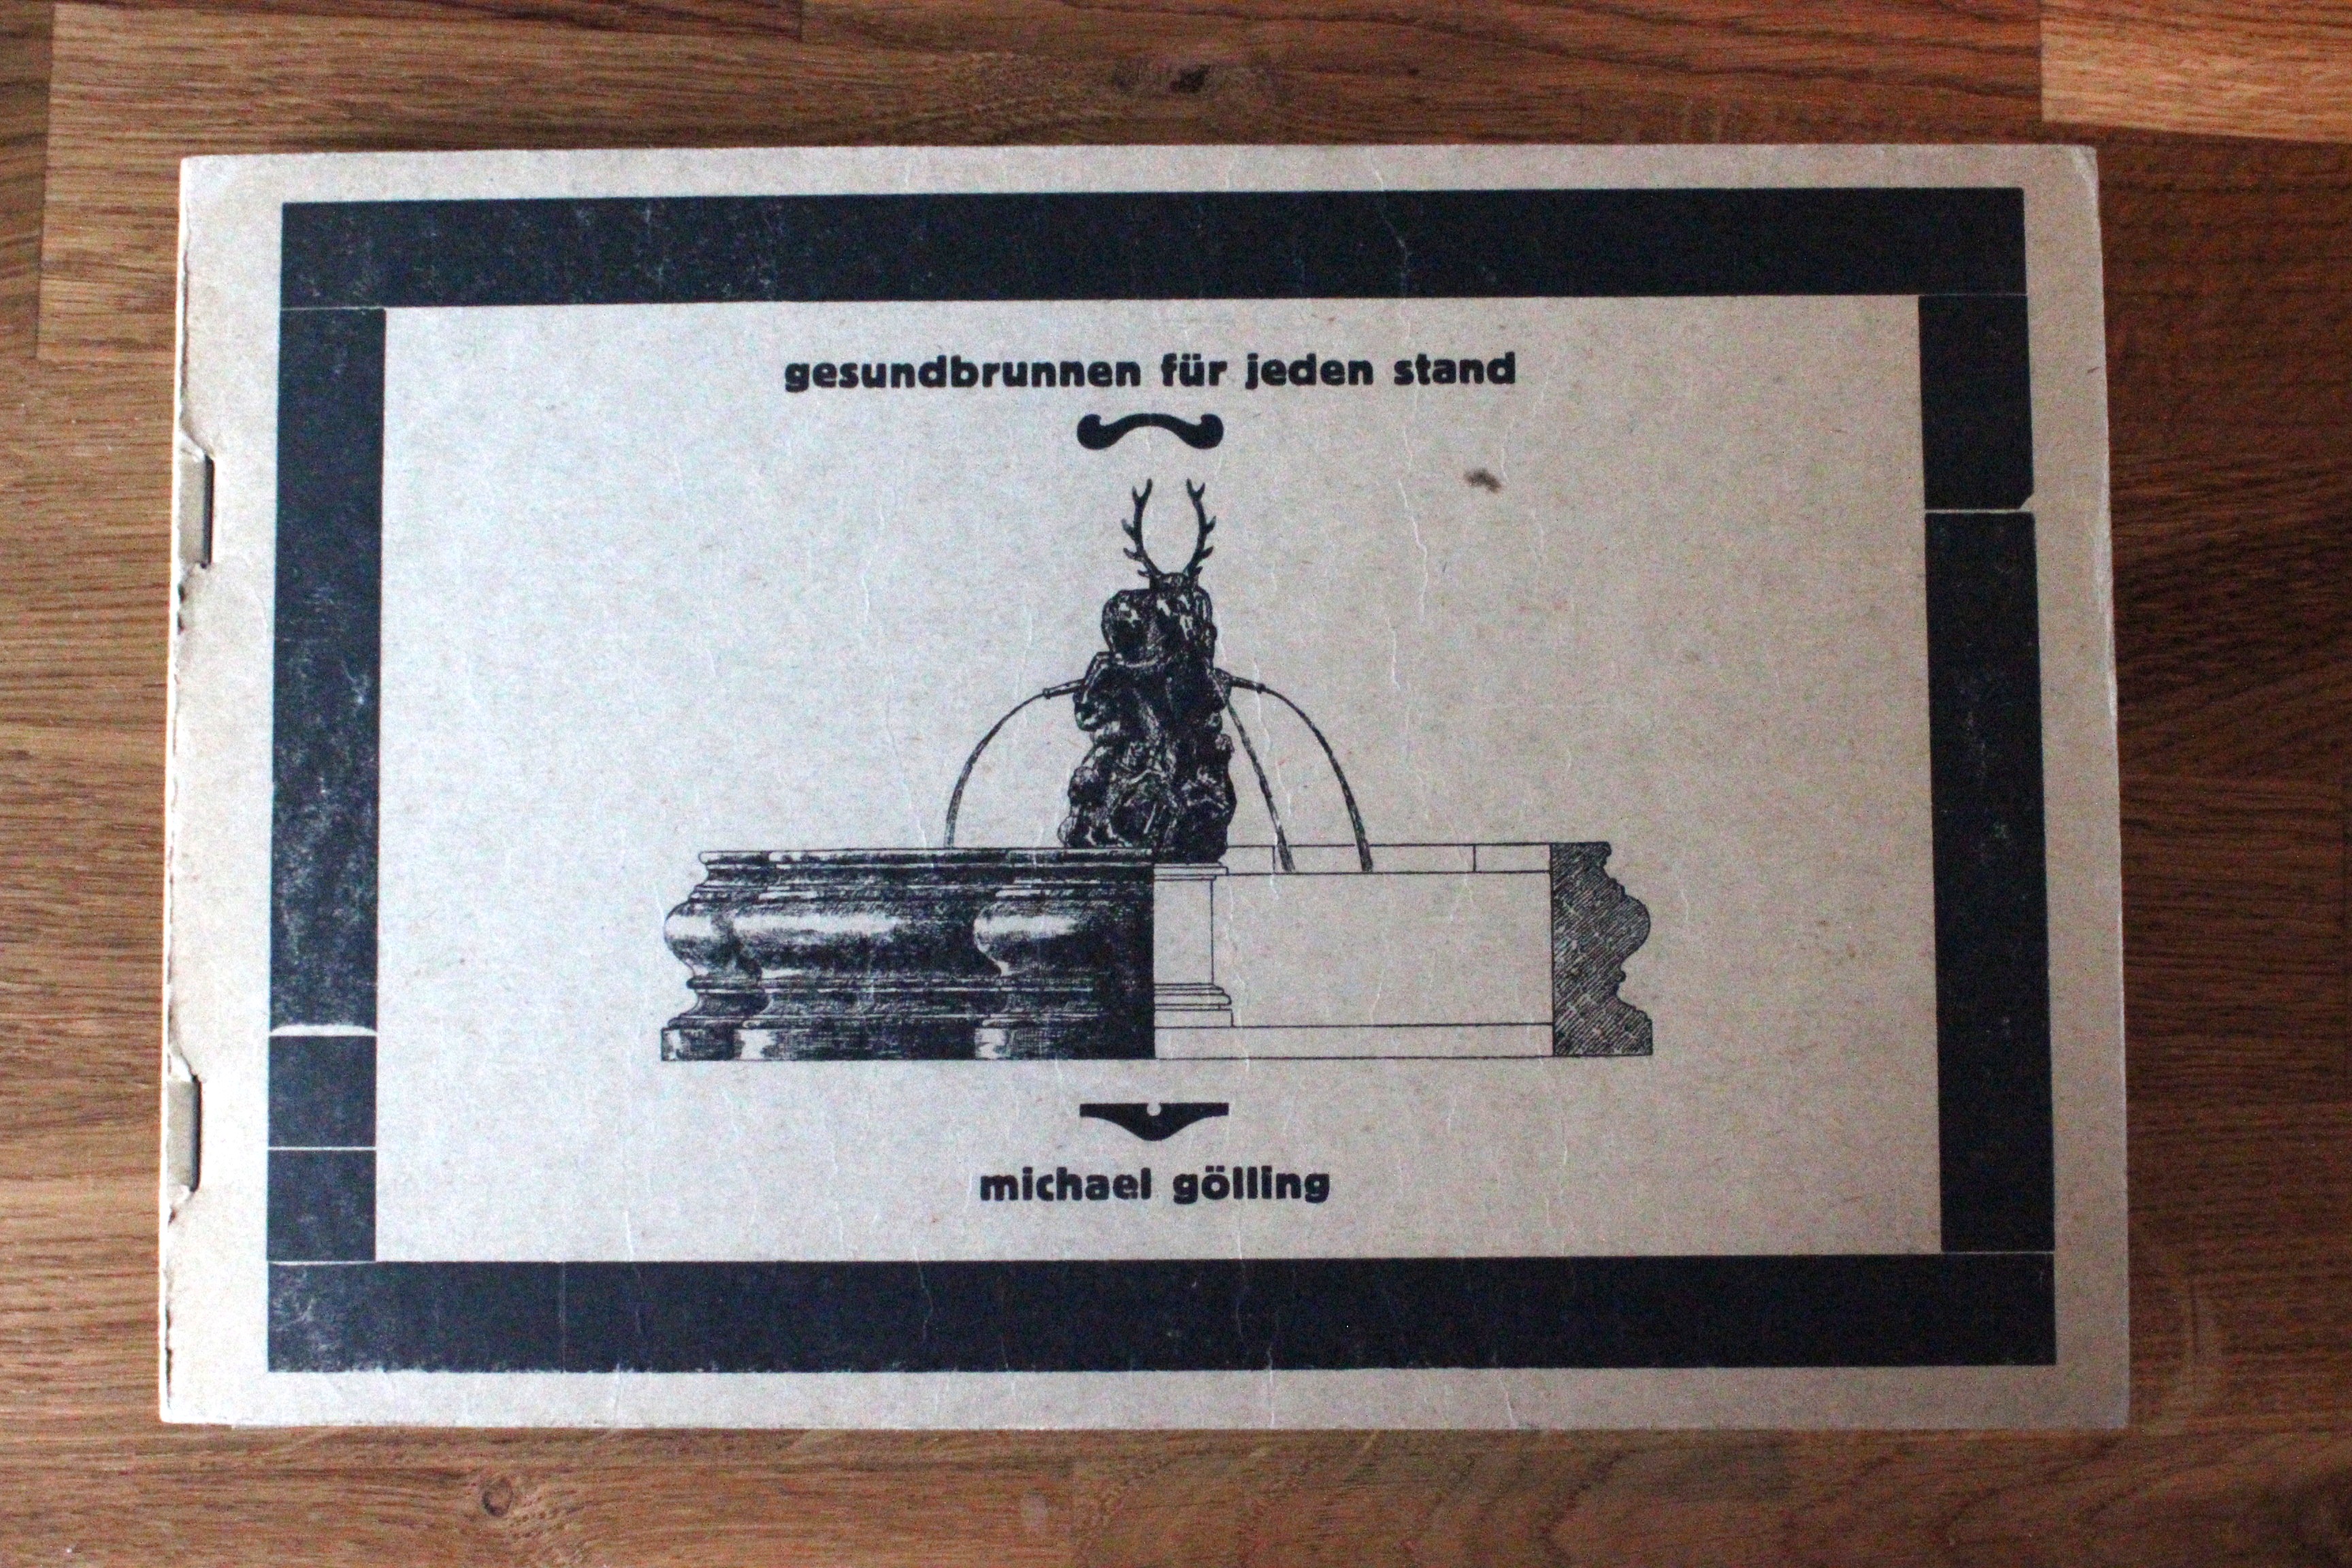 gesundbrunnen für jeden stand
michael gölling